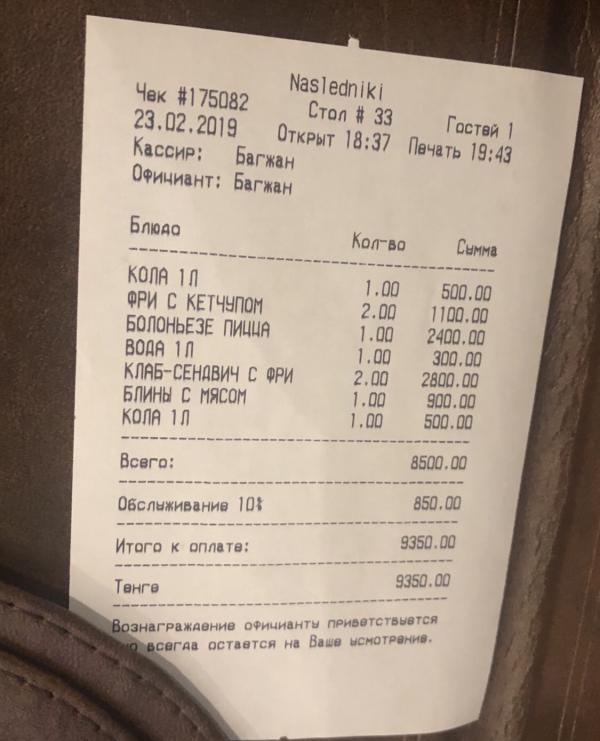 Nasledniki
Чек #175082 Стол # 33 Гостей 1
23.02.2019 Открыт 18:37 Печать 19:43
Кассир: Багжан
Официант: Багжан
Блюдо Кол-во Сумма
КОЛА 1Л 1.00 500.00
ФРИ С КЕТЧУПОМ 2.00 1100.00
БОЛОНЬЕЗЕ ПИЦЦА 1.00 2400.00
ВОДА 1Л 1.00 300.00
КЛАБ-СЕНДВИЧ С ФРИ 2.00 2800.00
БЛИНЫ С МЯСОМ 1.00 900.00
КОЛА 1Л 1.00 500.00
Всего: 8500.00
Обслуживание 10% 850.00
Итого к оплате: 9350.00
Тенге 9350.00
Вознаграждение официанту приветствуется
всегда остается на Ваше усмотрение.